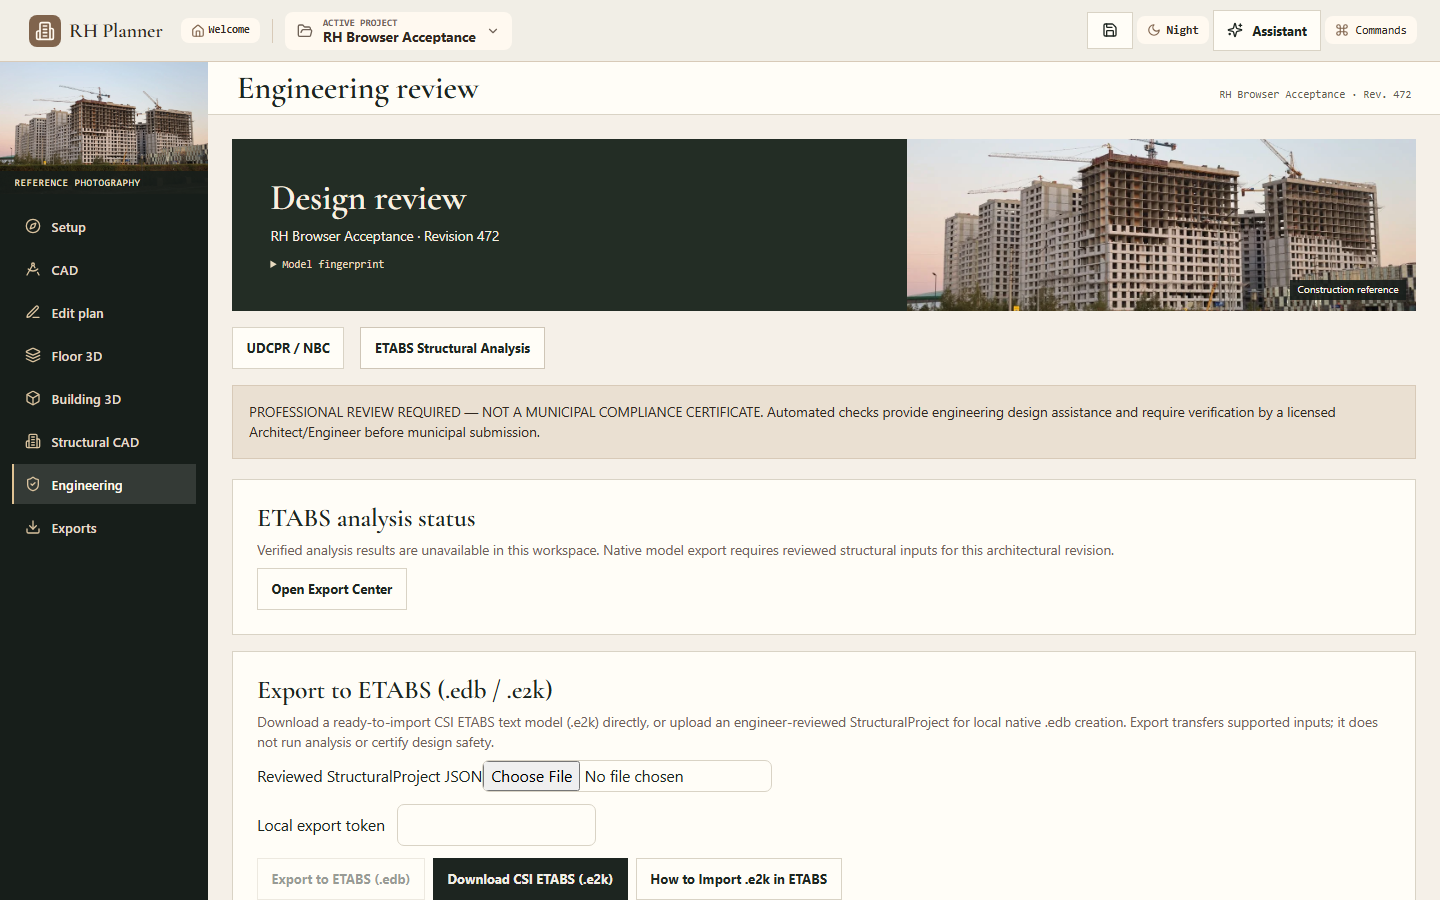 RH Planner
Welcome
ACTIVE PROJECT
RH Browser Acceptance
Night
Assistant
Commands
REFERENCE PHOTOGRAPHY
Setup
CAD
Edit plan
Floor 3D
Building 3D
Structural CAD
Engineering
Exports
Engineering review
RH Browser Acceptance · Rev. 472
Design review
RH Browser Acceptance · Revision 472
Model fingerprint
Construction reference
UDCPR / NBC
ETABS Structural Analysis
PROFESSIONAL REVIEW REQUIRED — NOT A MUNICIPAL COMPLIANCE CERTIFICATE. Automated checks provide engineering design assistance and require verification by a licensed
Architect/Engineer before municipal submission.
ETABS analysis status
Verified analysis results are unavailable in this workspace. Native model export requires reviewed structural inputs for this architectural revision.
Open Export Center
Export to ETABS (.edb / .e2k)
Download a ready-to-import CSI ETABS text model (.e2k) directly, or upload an engineer-reviewed StructuralProject for local native .edb creation. Export transfers supported inputs; it does
not run analysis or certify design safety.
Reviewed StructuralProject JSON Choose File No file chosen
Local export token
Export to ETABS (.edb)
Download CSI ETABS (.e2k)
How to Import .e2k in ETABS